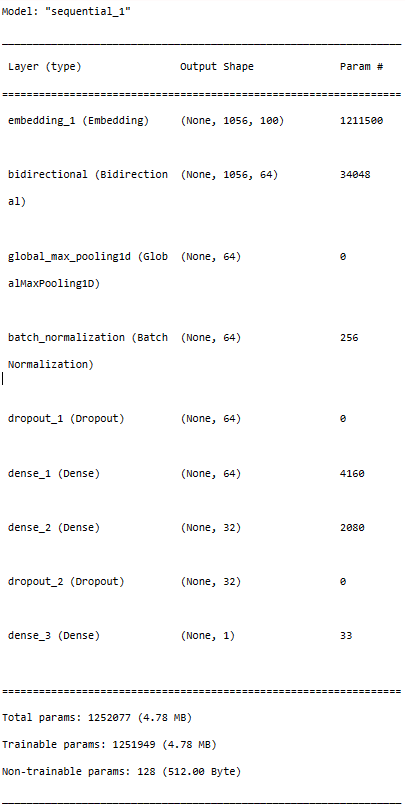 Model: "sequential_1"
_________________________________________________________________
Layer (type) Output Shape Param #
=================================================================
embedding_1 (Embedding) (None, 1056, 100) 1211500
bidirectional (Bidirection (None, 1056, 64) 34048
al)
global_max_pooling1d (Glob (None, 64) 0
alMaxPooling1D)
batch_normalization (Batch (None, 64) 256
Normalization)
dropout_1 (Dropout) (None, 64) 0
dense_1 (Dense) (None, 64) 4160
dense_2 (Dense) (None, 32) 2080
dropout_2 (Dropout) (None, 32) 0
dense_3 (Dense) (None, 1) 33
=================================================================
Total params: 1252077 (4.78 MB)
Trainable params: 1251949 (4.78 MB)
Non-trainable params: 128 (512.00 Byte)
_________________________________________________________________